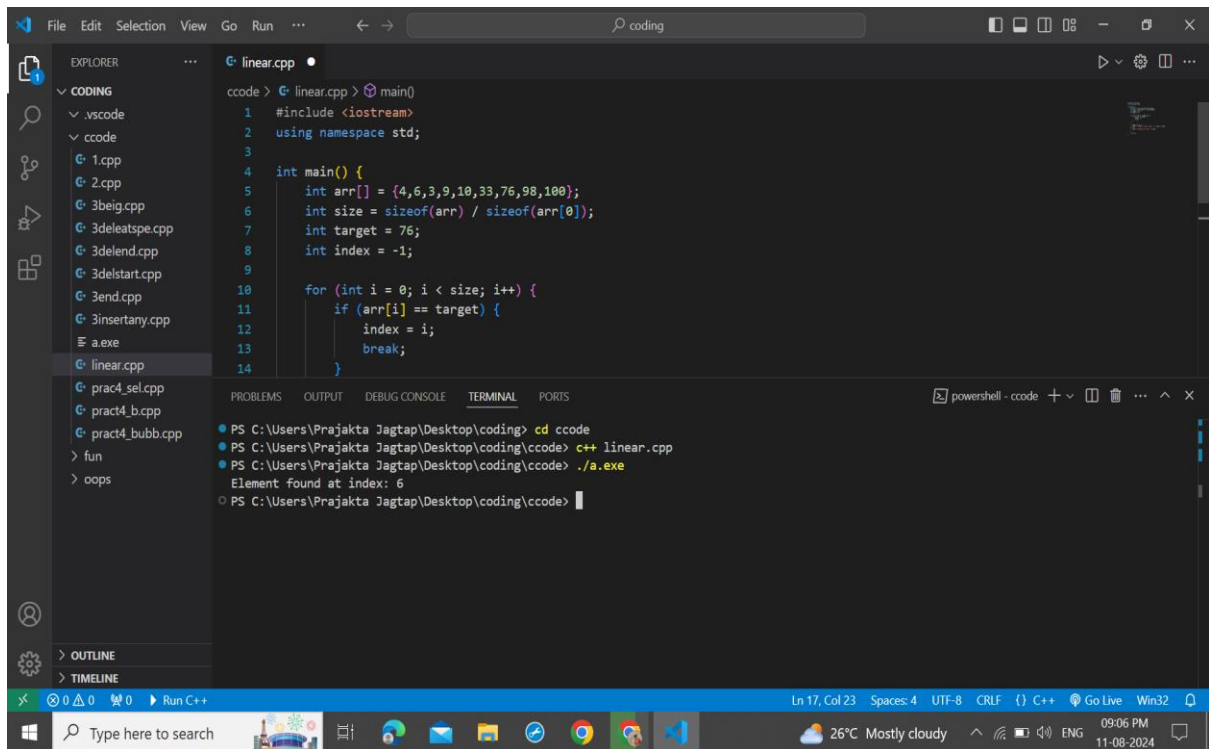 File Edit Selection View Go Run ··· coding
EXPLORER ···
CODING
.vscode
ccode
1.cpp
2.cpp
3beig.cpp
3deleatspe.cpp
3delend.cpp
3delstart.cpp
3end.cpp
3insertany.cpp
a.exe
linear.cpp
prac4_sel.cpp
pract4_b.cpp
pract4_bubb.cpp
fun
oops
OUTLINE
TIMELINE
linear.cpp
ccode > linear.cpp > main()
1 #include <iostream>
2 using namespace std;
3
4 int main() {
5 int arr[] = {4,6,3,9,10,33,76,98,100};
6 int size = sizeof(arr) / sizeof(arr[0]);
7 int target = 76;
8 int index = -1;
9
10 for (int i = 0; i < size; i++) {
11 if (arr[i] == target) {
12 index = i;
13 break;
14 }
PROBLEMS OUTPUT DEBUG CONSOLE TERMINAL PORTS powershell - ccode
PS C:\Users\Prajakta Jagtap\Desktop\coding> cd ccode
PS C:\Users\Prajakta Jagtap\Desktop\coding\ccode> c++ linear.cpp
PS C:\Users\Prajakta Jagtap\Desktop\coding\ccode> ./a.exe
Element found at index: 6
PS C:\Users\Prajakta Jagtap\Desktop\coding\ccode>
0 0 0 Run C++ Ln 17, Col 23 Spaces: 4 UTF-8 CRLF {} C++ Go Live Win32
Type here to search 26°C Mostly cloudy ENG 09:06 PM
11-08-2024